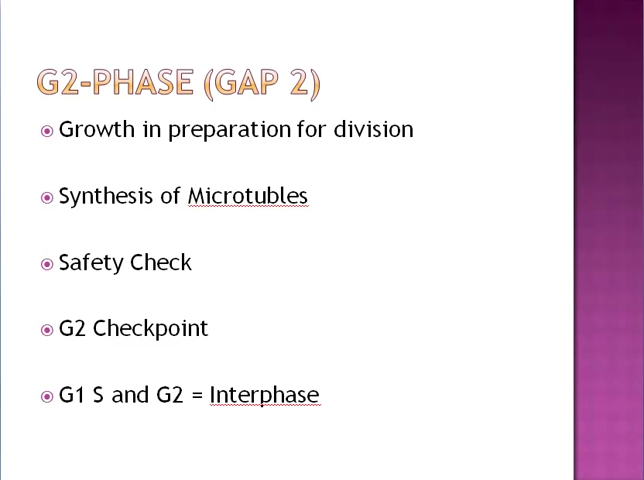 G2-PHASE (GAP 2)
Growth in preparation for division
Synthesis of Microtubles
Safety Check
G2 Checkpoint
G1 S and G2 = Interphase